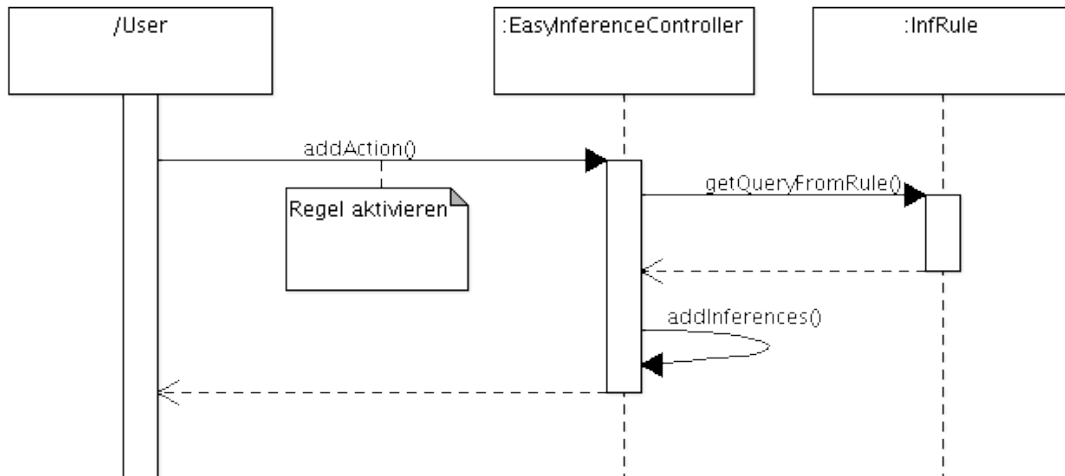 /User
:EasyInferenceController
:InfRule
addAction()
getQueryFromRule()
Regel aktivieren
addInferences()